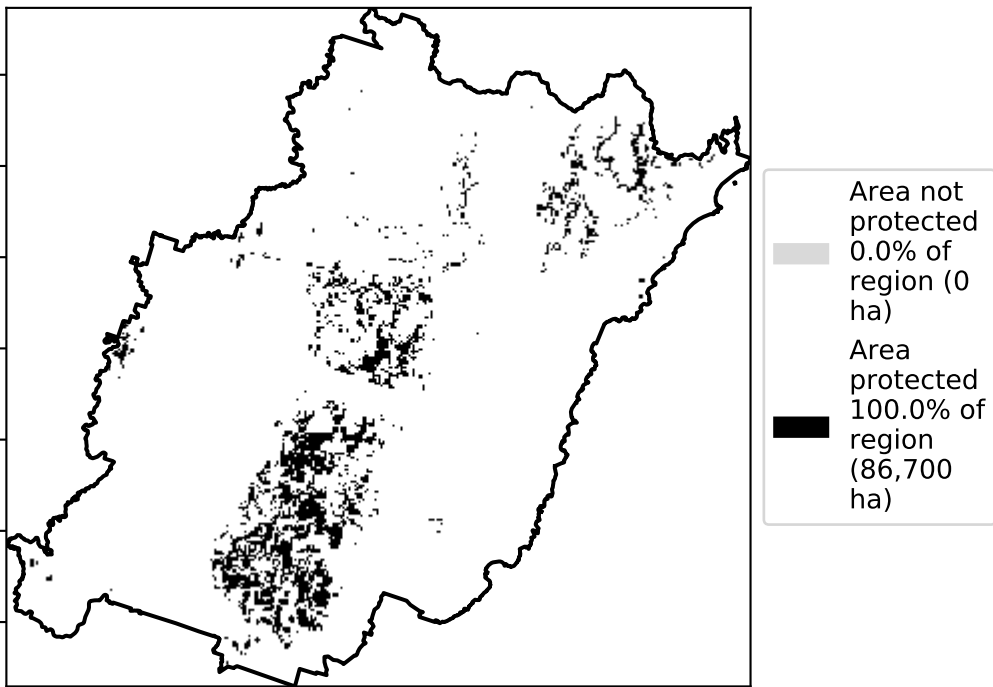 Area not
protected
0.0% of
region (0
ha)
Area
protected
100.0% of
region
(86,700
ha)